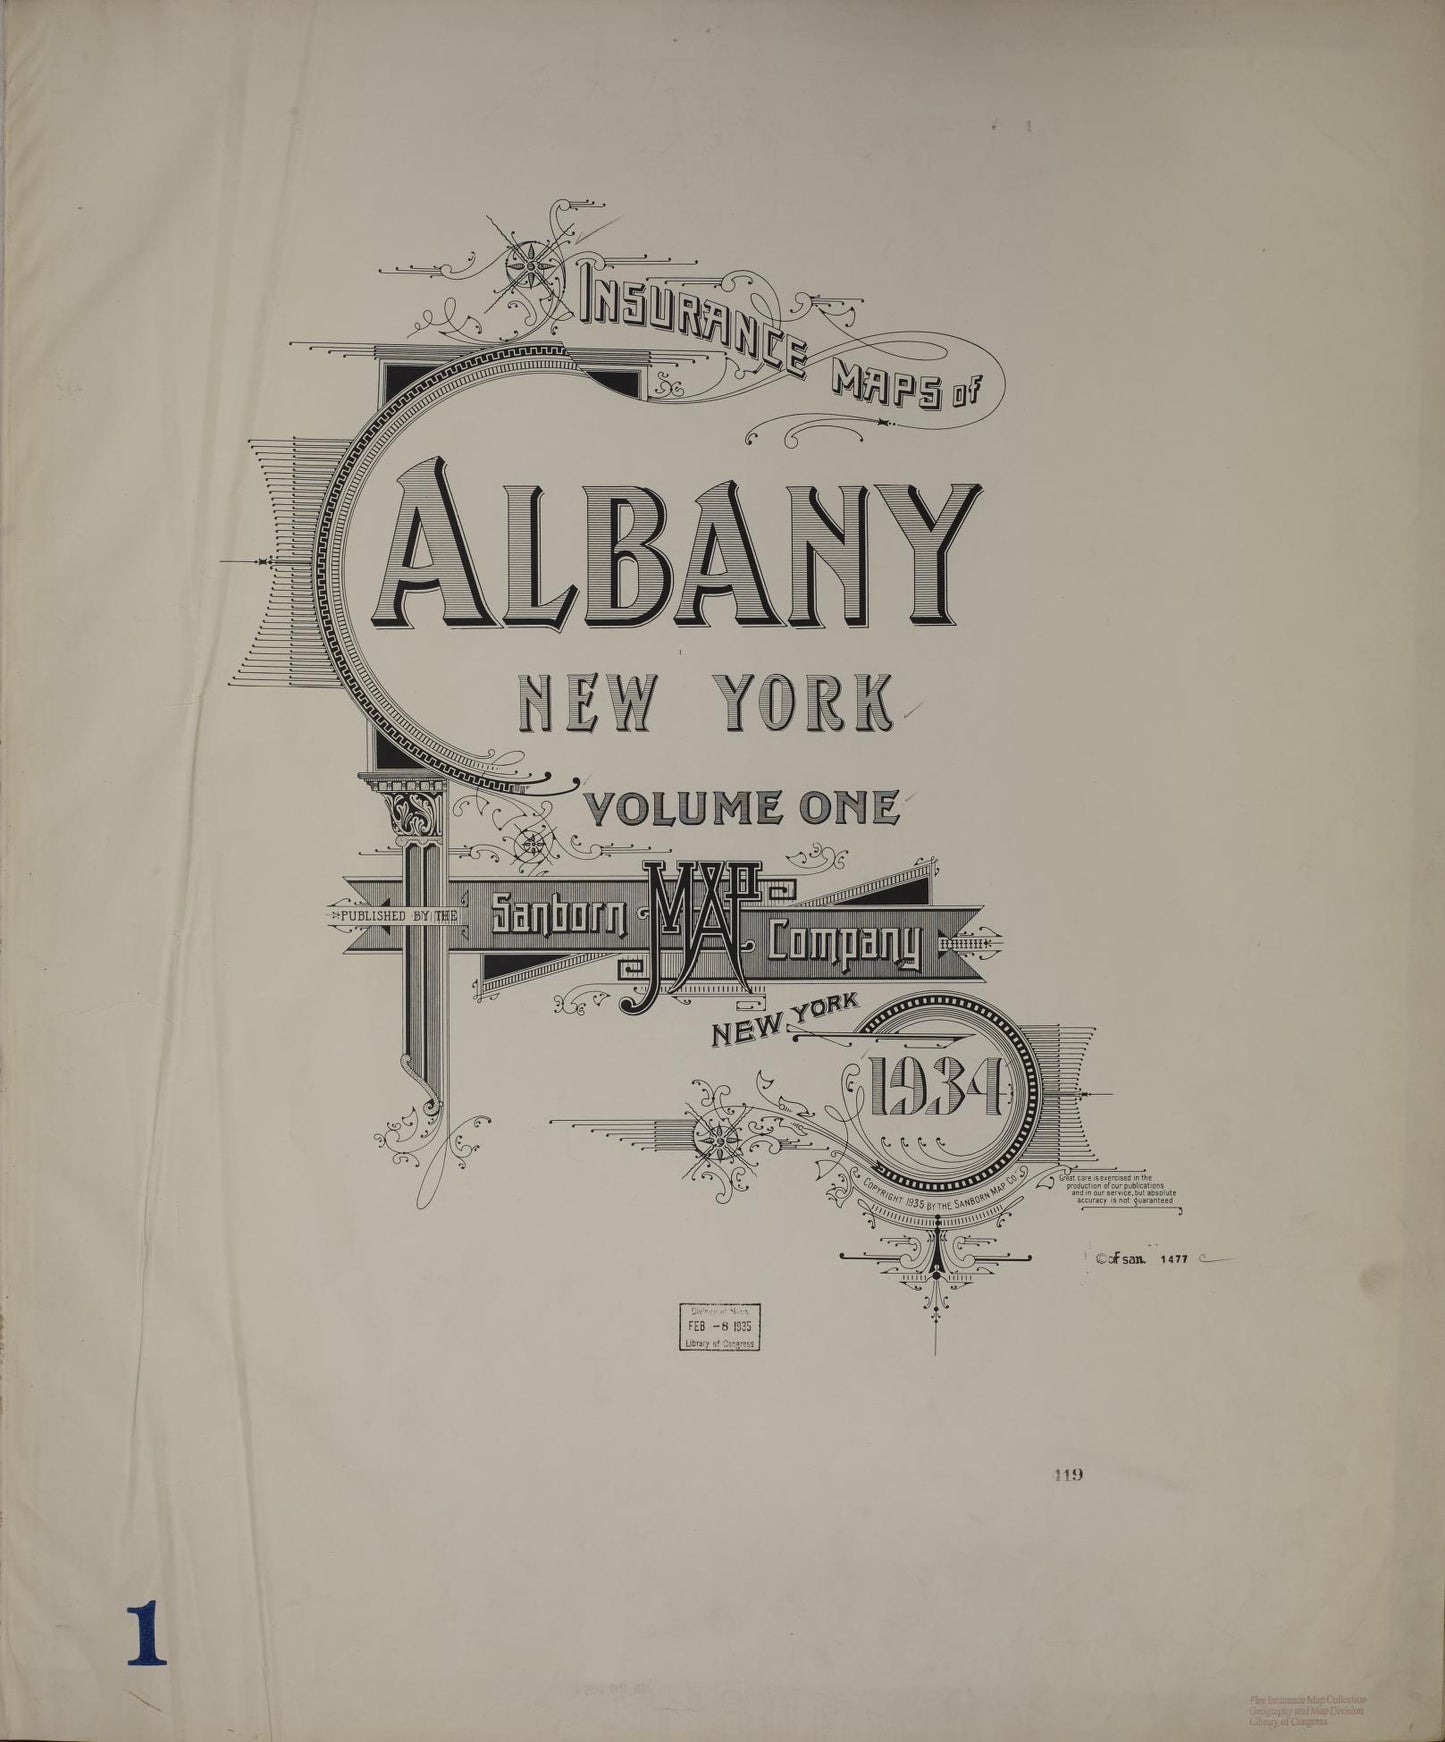 INSURANCE MAPS of
ALBANY
NEW YORK
VOLUME ONE
PUBLISHED BY THE Sanborn MAP Company
NEW YORK
1934
COPYRIGHT 1935 BY THE SANBORN MAP CO.
Great care is exercised in the
production of our publications
and in our service, but absolute
accuracy is not guaranteed
©of san. 1477
Division of Maps
FEB -8 1935
Library of Congress
119
1
Fire Insurance Map Collection
Geography and Map Division
Library of Congress